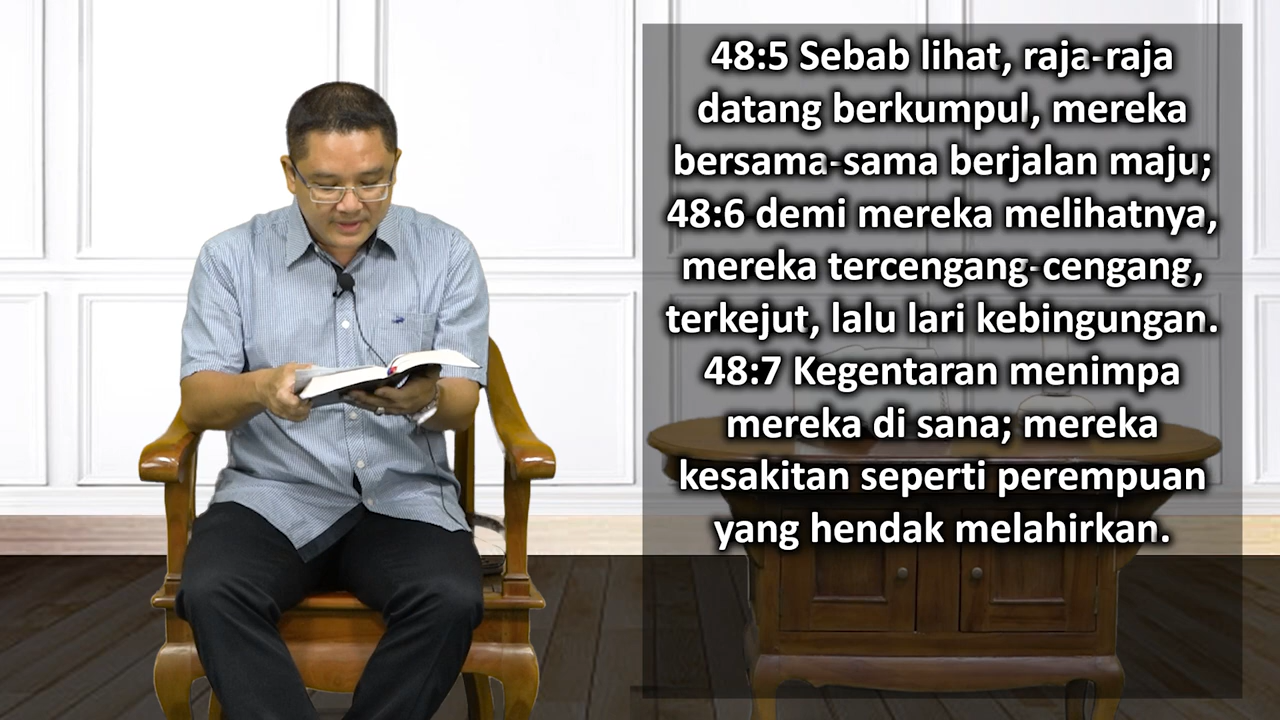 48:5 Sebab lihat, raja-raja
datang berkumpul, mereka
bersama-sama berjalan maju;
48:6 demi mereka melihatnya,
mereka tercengang-cengang,
terkejut, lalu lari kebingungan.
48:7 Kegentaran menimpa
mereka di sana; mereka
kesakitan seperti perempuan
yang hendak melahirkan.